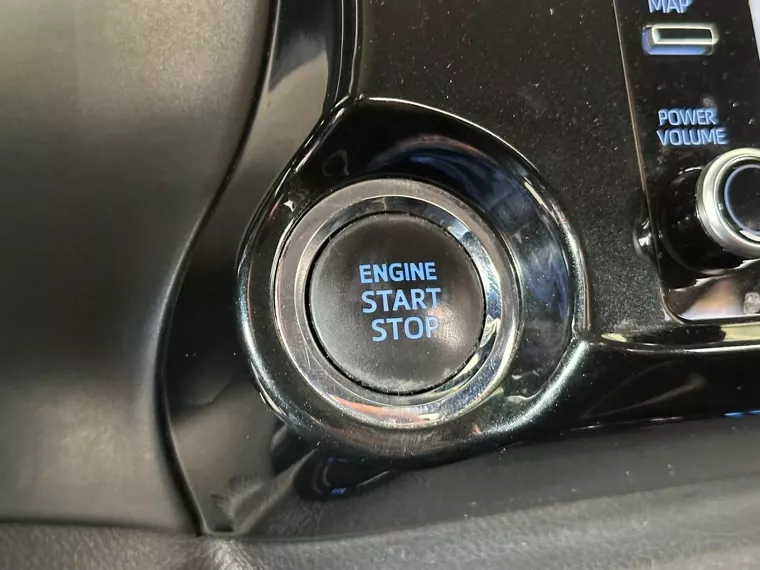 MAP
POWER
VOLUME
ENGINE
START
STOP